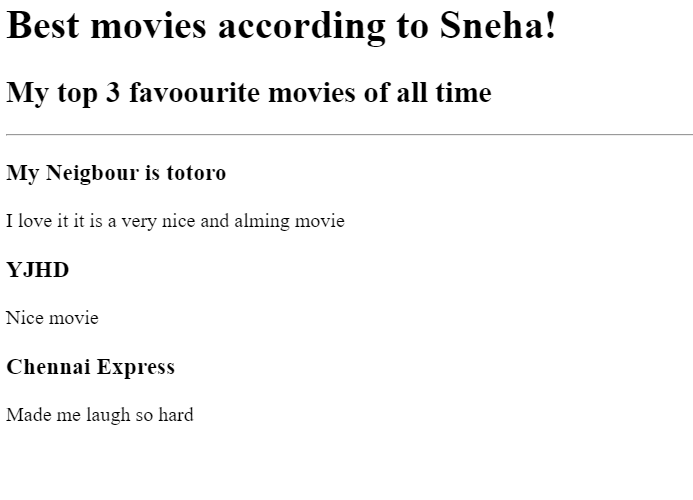 Best movies according to Sneha!
My top 3 favoourite movies of all time
My Neigbour is totoro
I love it it is a very nice and alming movie
YJHD
Nice movie
Chennai Express
Made me laugh so hard